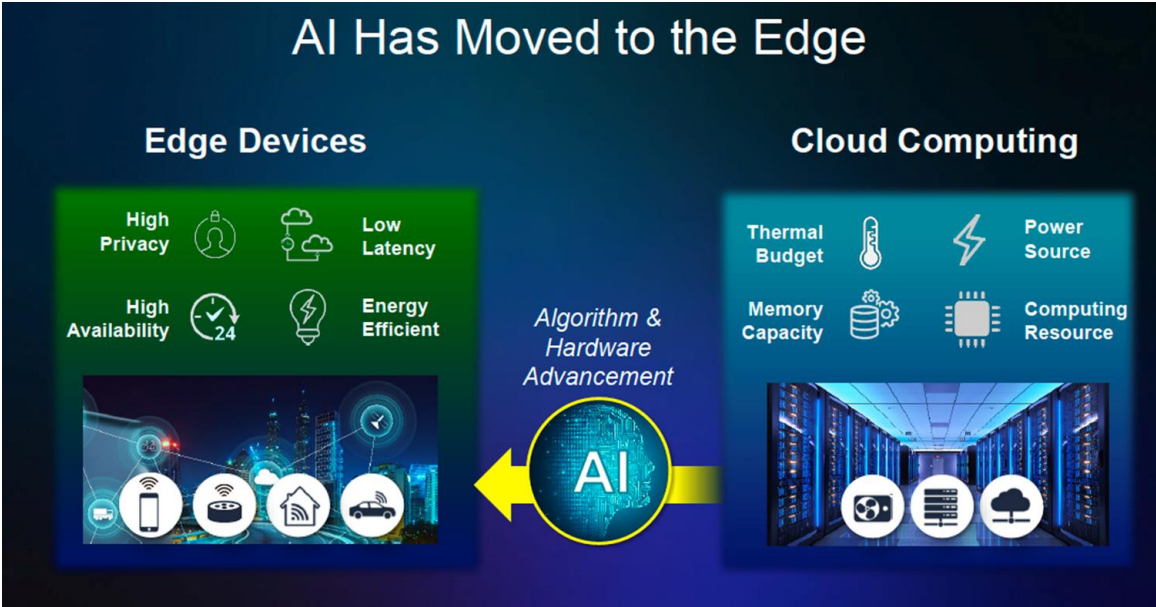 AI Has Moved to the Edge
Edge Devices
High
Privacy
Low
Latency
High
Availability
24
Energy
Efficient
Algorithm &
Hardware
Advancement
AI
Cloud Computing
Thermal
Budget
Power
Source
Memory
Capacity
Computing
Resource